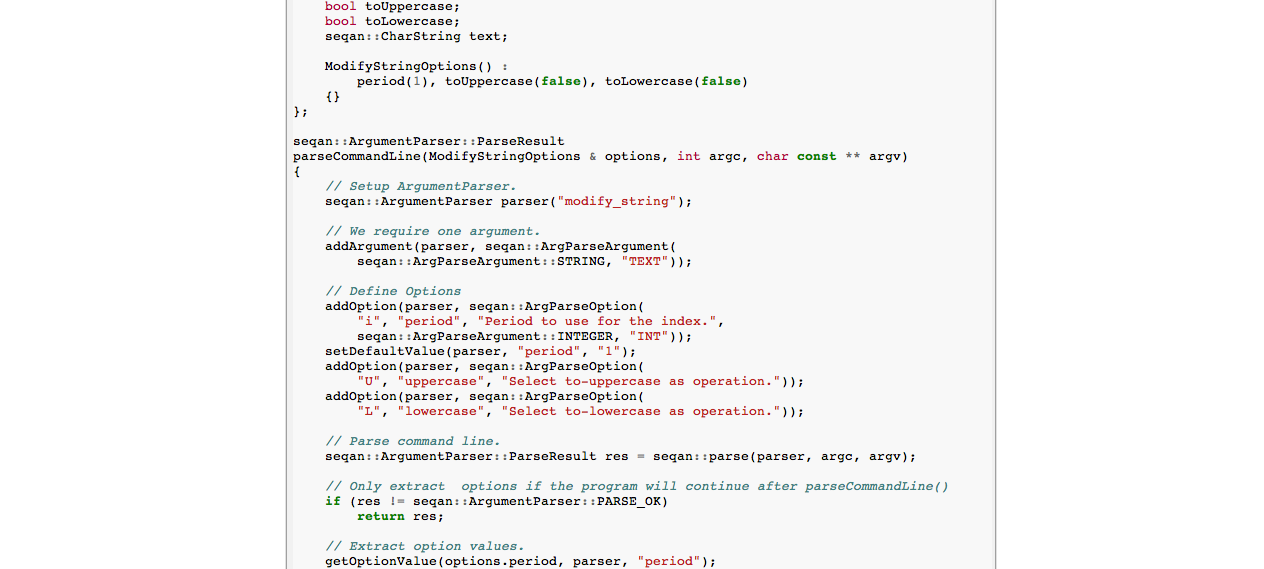 bool toUppercase;
bool toLowercase;
seqan::CharString text;
ModifyStringOptions() :
period(1), toUppercase(false), toLowercase(false)
{}
};
seqan::ArgumentParser::ParseResult
parseCommandLine(ModifyStringOptions & options, int argc, char const ** argv)
{
// Setup ArgumentParser.
seqan::ArgumentParser parser("modify_string");
// We require one argument.
addArgument(parser, seqan::ArgParseArgument(
seqan::ArgParseArgument::STRING, "TEXT"));
// Define Options
addOption(parser, seqan::ArgParseOption(
"i", "period", "Period to use for the index.",
seqan::ArgParseArgument::INTEGER, "INT"));
setDefaultValue(parser, "period", "1");
addOption(parser, seqan::ArgParseOption(
"U", "uppercase", "Select to-uppercase as operation."));
addOption(parser, seqan::ArgParseOption(
"L", "lowercase", "Select to-lowercase as operation."));
// Parse command line.
seqan::ArgumentParser::ParseResult res = seqan::parse(parser, argc, argv);
// Only extract  options if the program will continue after parseCommandLine()
if (res != seqan::ArgumentParser::PARSE_OK)
return res;
// Extract option values.
getOptionValue(options.period, parser, "period");